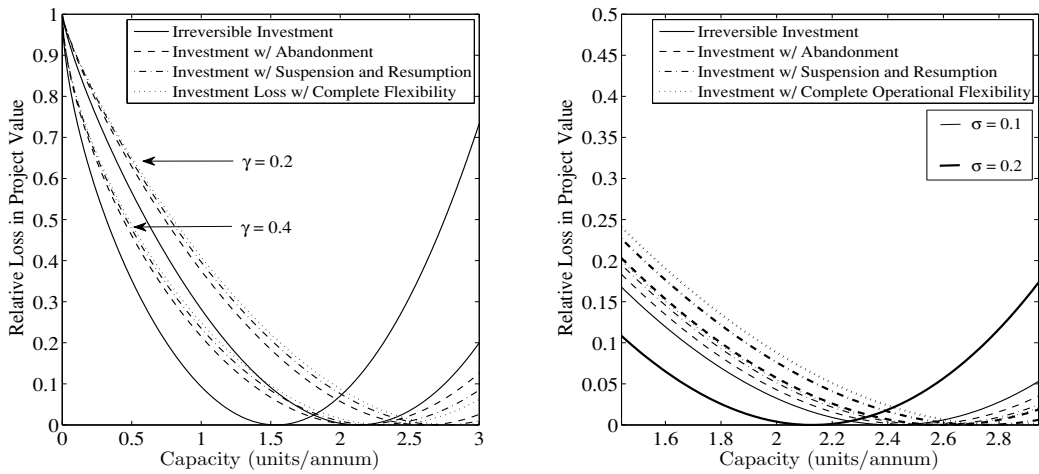 Relative Loss in Project Value
1
0.9
0.8
0.7
0.6
0.5
0.4
0.3
0.2
0.1
0
Irreversible Investment
Investment w/ Abandonment
Investment w/ Suspension and Resumption
Investment Loss w/ Complete Flexibility
γ = 0.2
γ = 0.4
0 0.5 1 1.5 2 2.5 3
Capacity (units/annum)
Relative Loss in Project Value
0.5
0.45
0.4
0.35
0.3
0.25
0.2
0.15
0.1
0.05
0
Irreversible Investment
Investment w/ Abandonment
Investment w/ Suspension and Resumption
Investment w/ Complete Operational Flexibility
σ = 0.1
σ = 0.2
1.6 1.8 2 2.2 2.4 2.6 2.8
Capacity (units/annum)